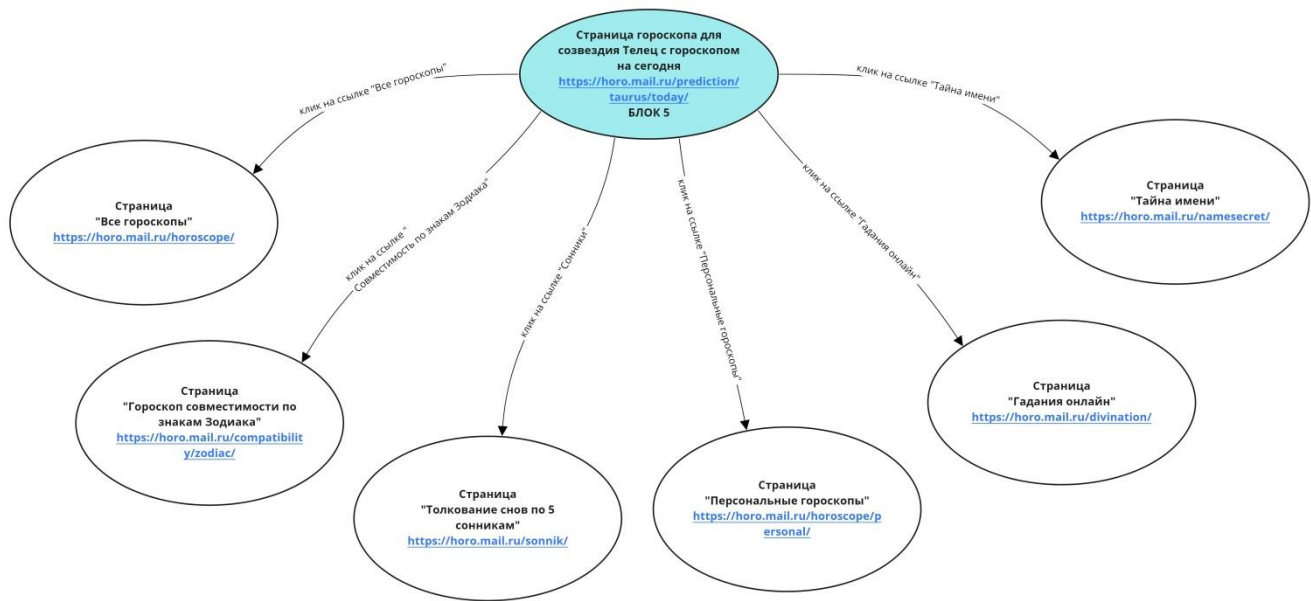 Страница гороскопа для
созвездия Телец с гороскопом
на сегодня
https://horo.mail.ru/prediction/
taurus/today/
БЛОК 5
клик на ссылке "Все гороскопы"
клик на ссылке "
Совместимость по знакам Зодиака"
клик на ссылке "Сонники"
клик на ссылке "Персональные гороскопы"
клик на ссылке "Гадания онлайн"
клик на ссылке "Тайна имени"
Страница
"Все гороскопы"
https://horo.mail.ru/horoscope/
Страница
"Гороскоп совместимости по
знакам Зодиака"
https://horo.mail.ru/compatibilit
y/zodiac/
Страница
"Толкование снов по 5
сонникам"
https://horo.mail.ru/sonnik/
Страница
"Персональные гороскопы"
https://horo.mail.ru/horoscope/p
ersonal/
Страница
"Гадания онлайн"
https://horo.mail.ru/divination/
Страница
"Тайна имени"
https://horo.mail.ru/namesecret/